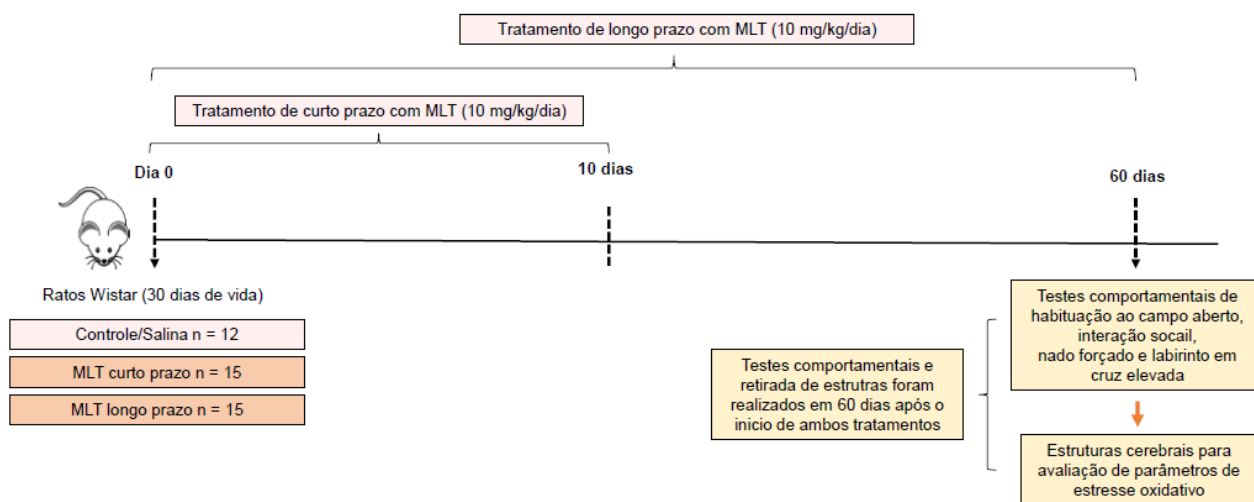 Tratamento de longo prazo com MLT (10 mg/kg/dia)
Tratamento de curto prazo com MLT (10 mg/kg/dia)
Dia 0
10 dias
60 dias
Ratos Wistar (30 dias de vida)
Controle/Salina n = 12
MLT curto prazo n = 15
MLT longo prazo n = 15
Testes comportamentais e
retirada de estrutras foram
realizados em 60 dias após o
inicio de ambos tratamentos
Testes comportamentais de
habituação ao campo aberto,
interação socail,
nado forçado e labirinto em
cruz elevada
Estruturas cerebrais para
avaliação de parâmetros de
estresse oxidativo